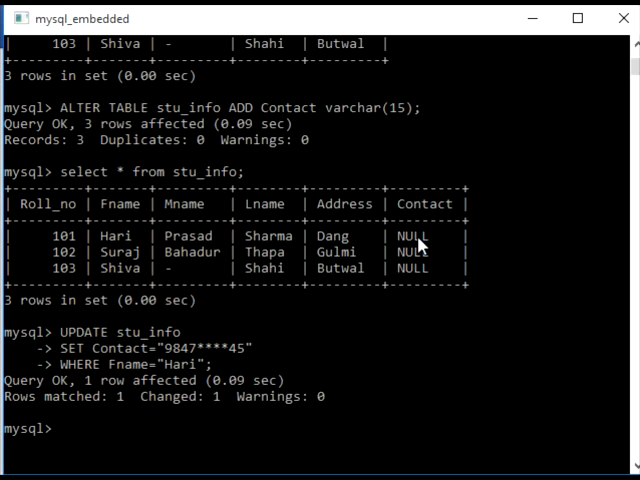 mysql_embedded
|     103 | Shiva | -       | Shahi  | Butwal  |
+---------+-------+---------+--------+---------+
3 rows in set (0.00 sec)
mysql> ALTER TABLE stu_info ADD Contact varchar(15);
Query OK, 3 rows affected (0.09 sec)
Records: 3  Duplicates: 0  Warnings: 0
mysql> select * from stu_info;
+---------+-------+---------+--------+---------+---------+
| Roll_no | Fname | Mname   | Lname  | Address | Contact |
+---------+-------+---------+--------+---------+---------+
|     101 | Hari  | Prasad  | Sharma | Dang    | NULL    |
|     102 | Suraj | Bahadur | Thapa  | Gulmi   | NULL    |
|     103 | Shiva | -       | Shahi  | Butwal  | NULL    |
+---------+-------+---------+--------+---------+---------+
3 rows in set (0.00 sec)
mysql> UPDATE stu_info
    -> SET Contact="9847****45"
    -> WHERE Fname="Hari";
Query OK, 1 row affected (0.09 sec)
Rows matched: 1  Changed: 1  Warnings: 0
mysql>